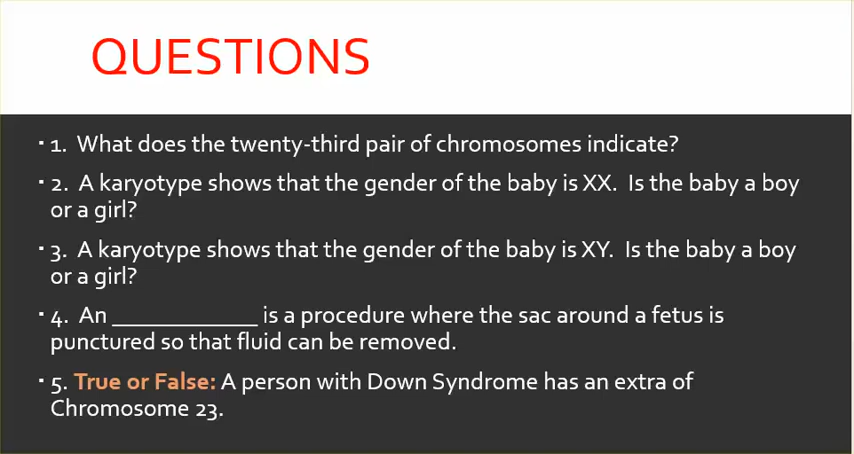 QUESTIONS
▪ 1. What does the twenty-third pair of chromosomes indicate?
▪ 2. A karyotype shows that the gender of the baby is XX. Is the baby a boy
or a girl?
▪ 3. A karyotype shows that the gender of the baby is XY. Is the baby a boy
or a girl?
▪ 4. An _____________ is a procedure where the sac around a fetus is
punctured so that fluid can be removed.
▪ 5. True or False: A person with Down Syndrome has an extra of
Chromosome 23.